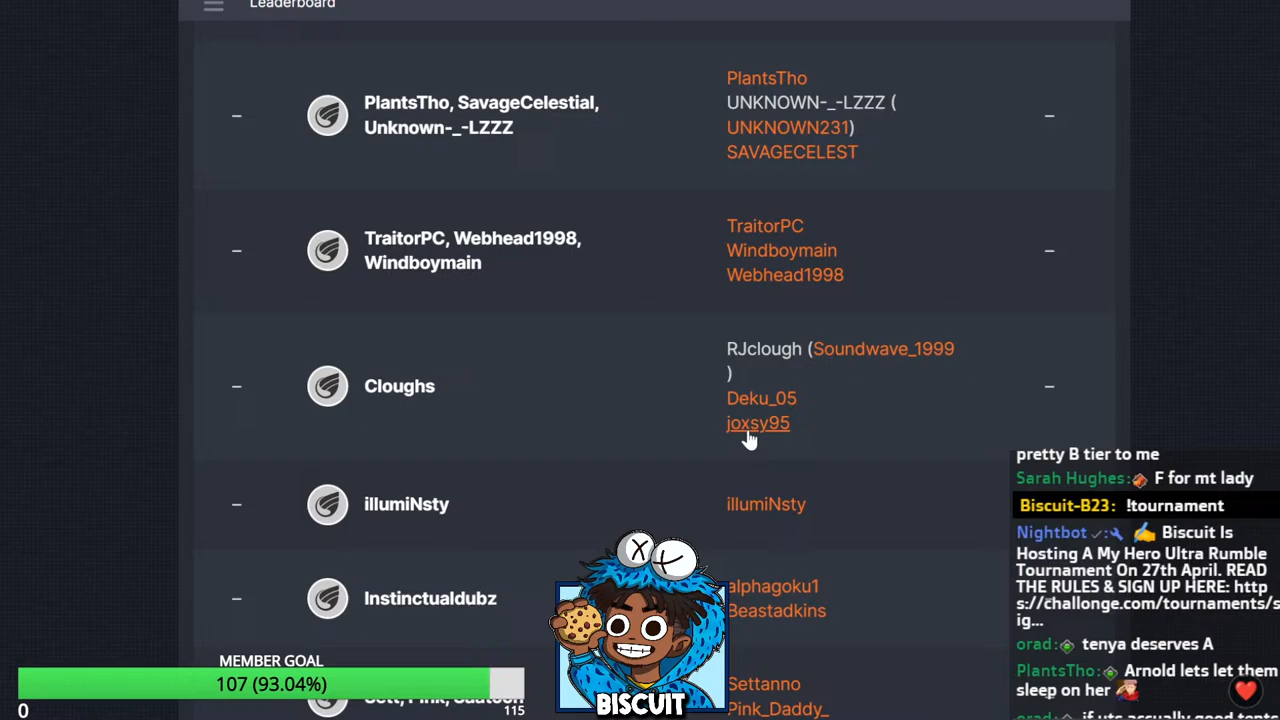 Leaderboard
PlantsTho, SavageCelestial,
Unknown-_-LZZZ
PlantsTho
UNKNOWN-_-LZZZ (
UNKNOWN231)
SAVAGECELEST
–
–
TraitorPC, Webhead1998,
Windboymain
TraitorPC
Windboymain
Webhead1998
–
–
Cloughs
RJclough (Soundwave_1999
)
Deku_05
joxsy95
–
–
illumiNsty
illumiNsty
–
–
Instinctualdubz
alphagoku1
Beastadkins
–
Settanno
Pink_Daddy_
pretty B tier to me
Sarah Hughes: F for mt lady
Biscuit-B23: !tournament
Nightbot : Biscuit Is
Hosting A My Hero Ultra Rumble
Tournament On 27th April. READ
THE RULES & SIGN UP HERE: http
s://challonge.com/tournaments/s
ig...
orad: tenya deserves A
PlantsTho: Arnold lets let them
sleep on her
MEMBER GOAL
107 (93.04%)
0
115
BISCUIT